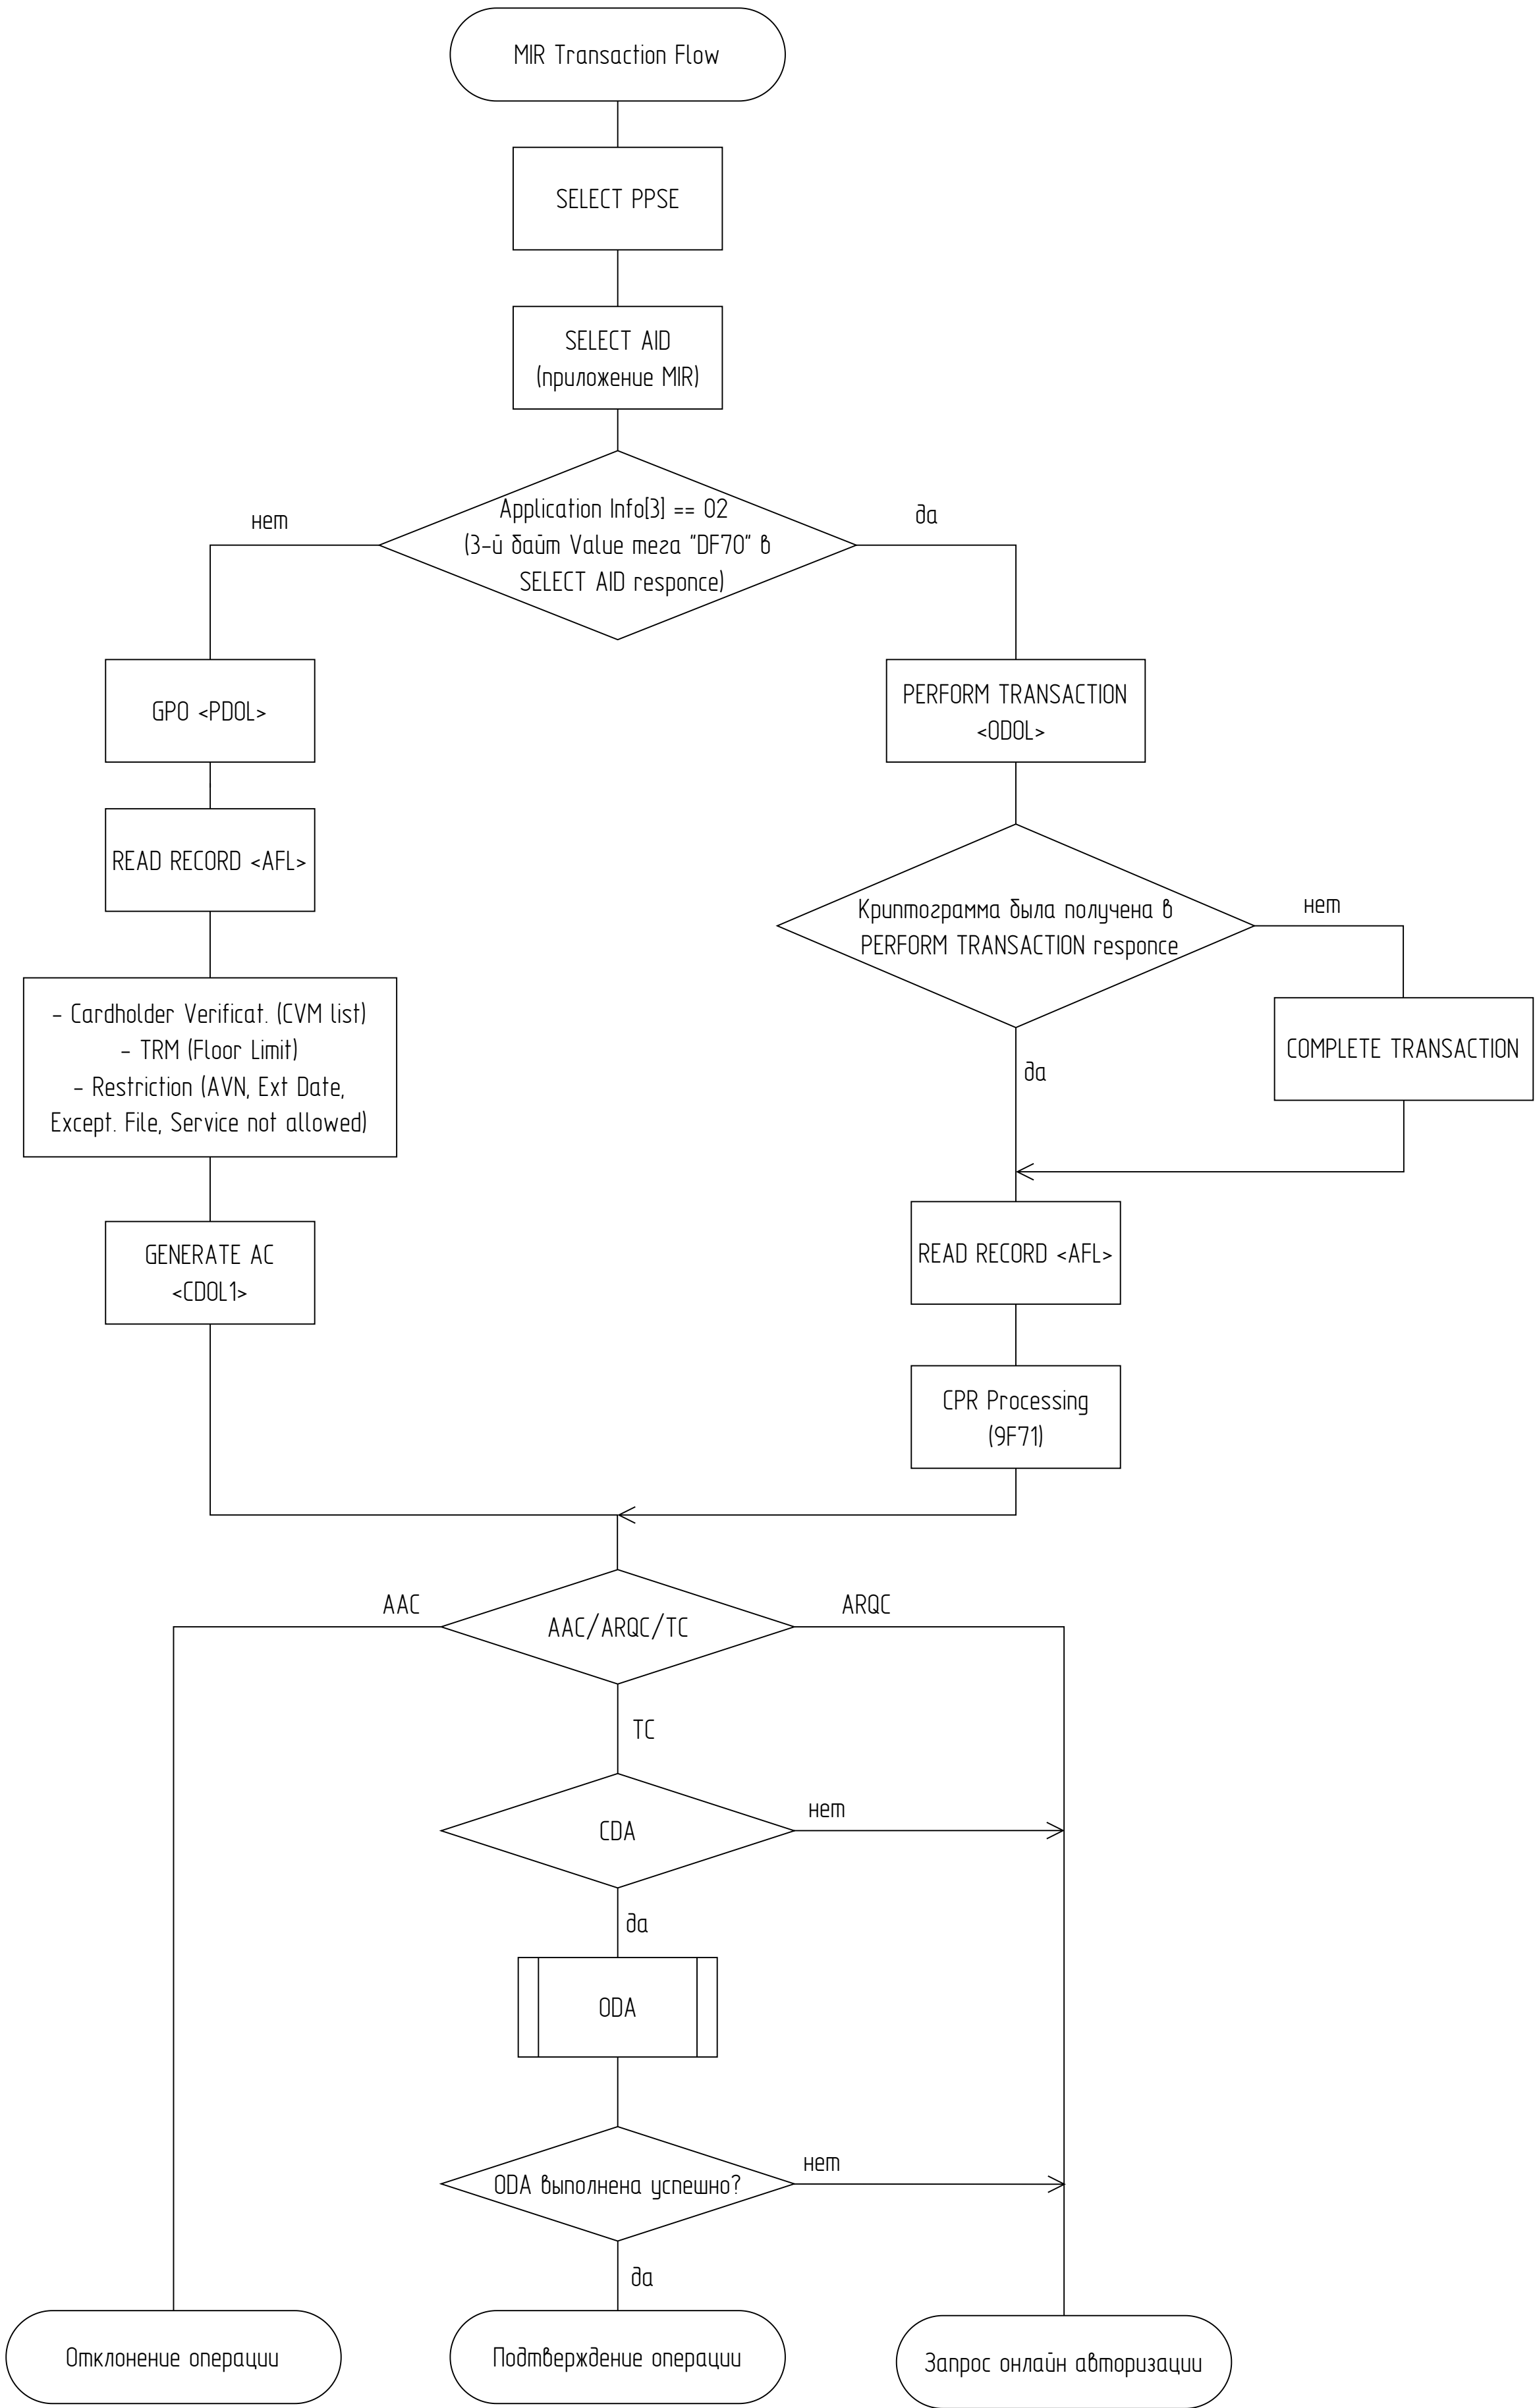 MIR Transaction Flow
SELECT PPSE
SELECT AID
(приложение MIR)
Application Info[3] == 02
(3-й байт Value тега "DF70" в
SELECT AID responce)
нет
да
GPO <PDOL>
READ RECORD <AFL>
- Cardholder Verificat. (CVM list)
- TRM (Floor Limit)
- Restriction (AVN, Ext Date,
Except. File, Service not allowed)
GENERATE AC
<CDOL1>
PERFORM TRANSACTION
<ODOL>
Криптограмма была получена в
PERFORM TRANSACTION responce
нет
да
COMPLETE TRANSACTION
READ RECORD <AFL>
CPR Processing
(9F71)
AAC
AAC/ARQC/TC
ARQC
TC
CDA
нет
да
ODA
ODA выполнена успешно?
нет
да
Отклонение операции
Подтверждение операции
Запрос онлайн авторизации